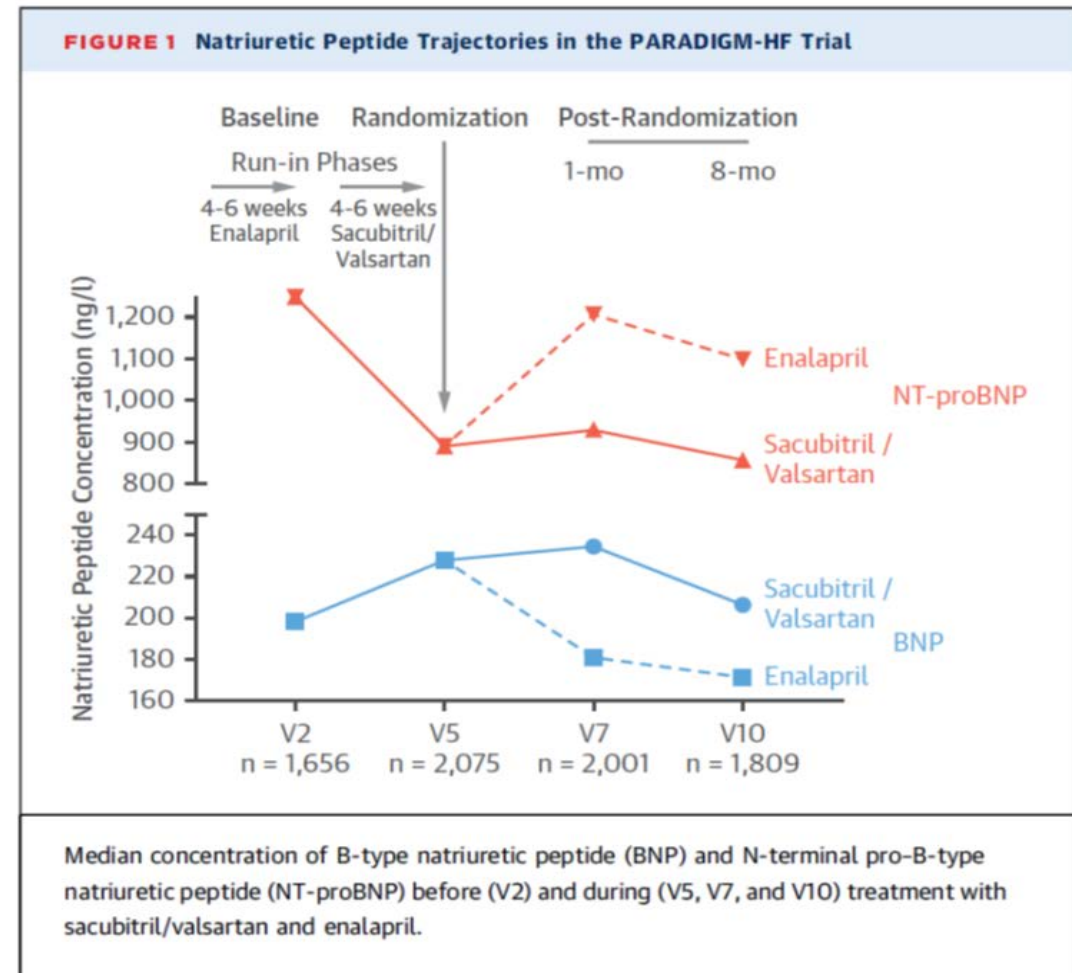 FIGURE 1 Natriuretic Peptide Trajectories in the PARADIGM-HF Trial
Baseline Randomization Post-Randomization
Run-in Phases
1-mo 8-mo
4-6 weeks 4-6 weeks
Enalapril Sacubitril/
Valsartan
Natriuretic Peptide Concentration (ng/l)
1,200
1,100
1,000
900
800
Enalapril
NT-proBNP
Sacubitril /
Valsartan
240
220
200
180
160
Sacubitril /
Valsartan
BNP
Enalapril
V2 V5 V7 V10
n = 1,656 n = 2,075 n = 2,001 n = 1,809
Median concentration of B-type natriuretic peptide (BNP) and N-terminal pro–B-type
natriuretic peptide (NT-proBNP) before (V2) and during (V5, V7, and V10) treatment with
sacubitril/valsartan and enalapril.